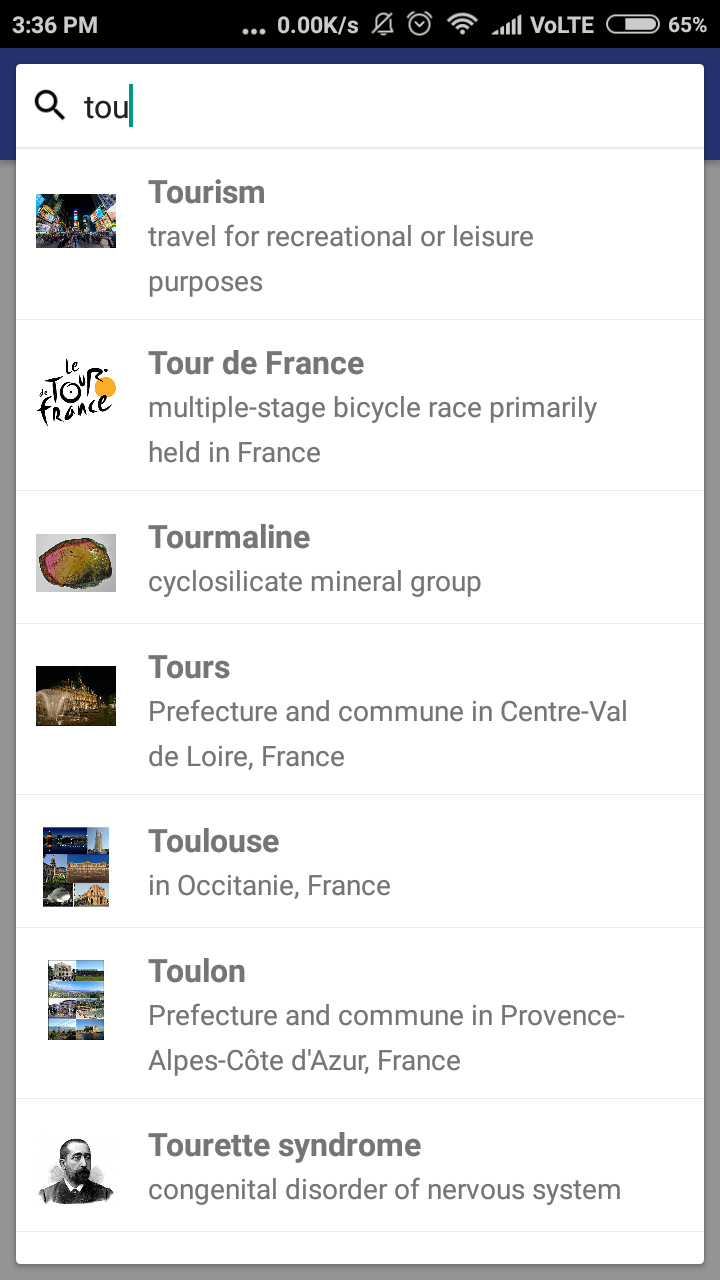 3:36 PM ... 0.00K/s VoLTE 65%
tou
Tourism
travel for recreational or leisure
purposes
le
de TOUR
france
Tour de France
multiple-stage bicycle race primarily
held in France
Tourmaline
cyclosilicate mineral group
Tours
Prefecture and commune in Centre-Val
de Loire, France
Toulouse
in Occitanie, France
Toulon
Prefecture and commune in Provence-
Alpes-Côte d'Azur, France
Tourette syndrome
congenital disorder of nervous system